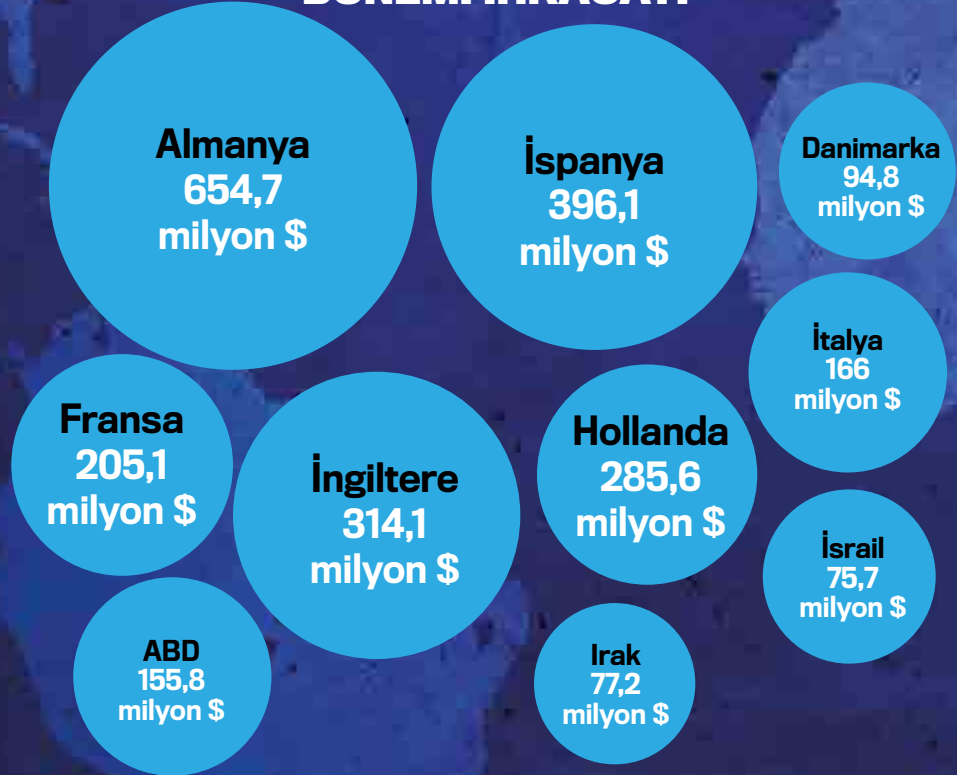 DÖNEMİ İHRACATI
Almanya
654,7
milyon $
İspanya
396,1
milyon $
Danimarka
94,8
milyon $
İtalya
166
milyon $
Fransa
205,1
milyon $
İngiltere
314,1
milyon $
Hollanda
285,6
milyon $
İsrail
75,7
milyon $
ABD
155,8
milyon $
Irak
77,2
milyon $